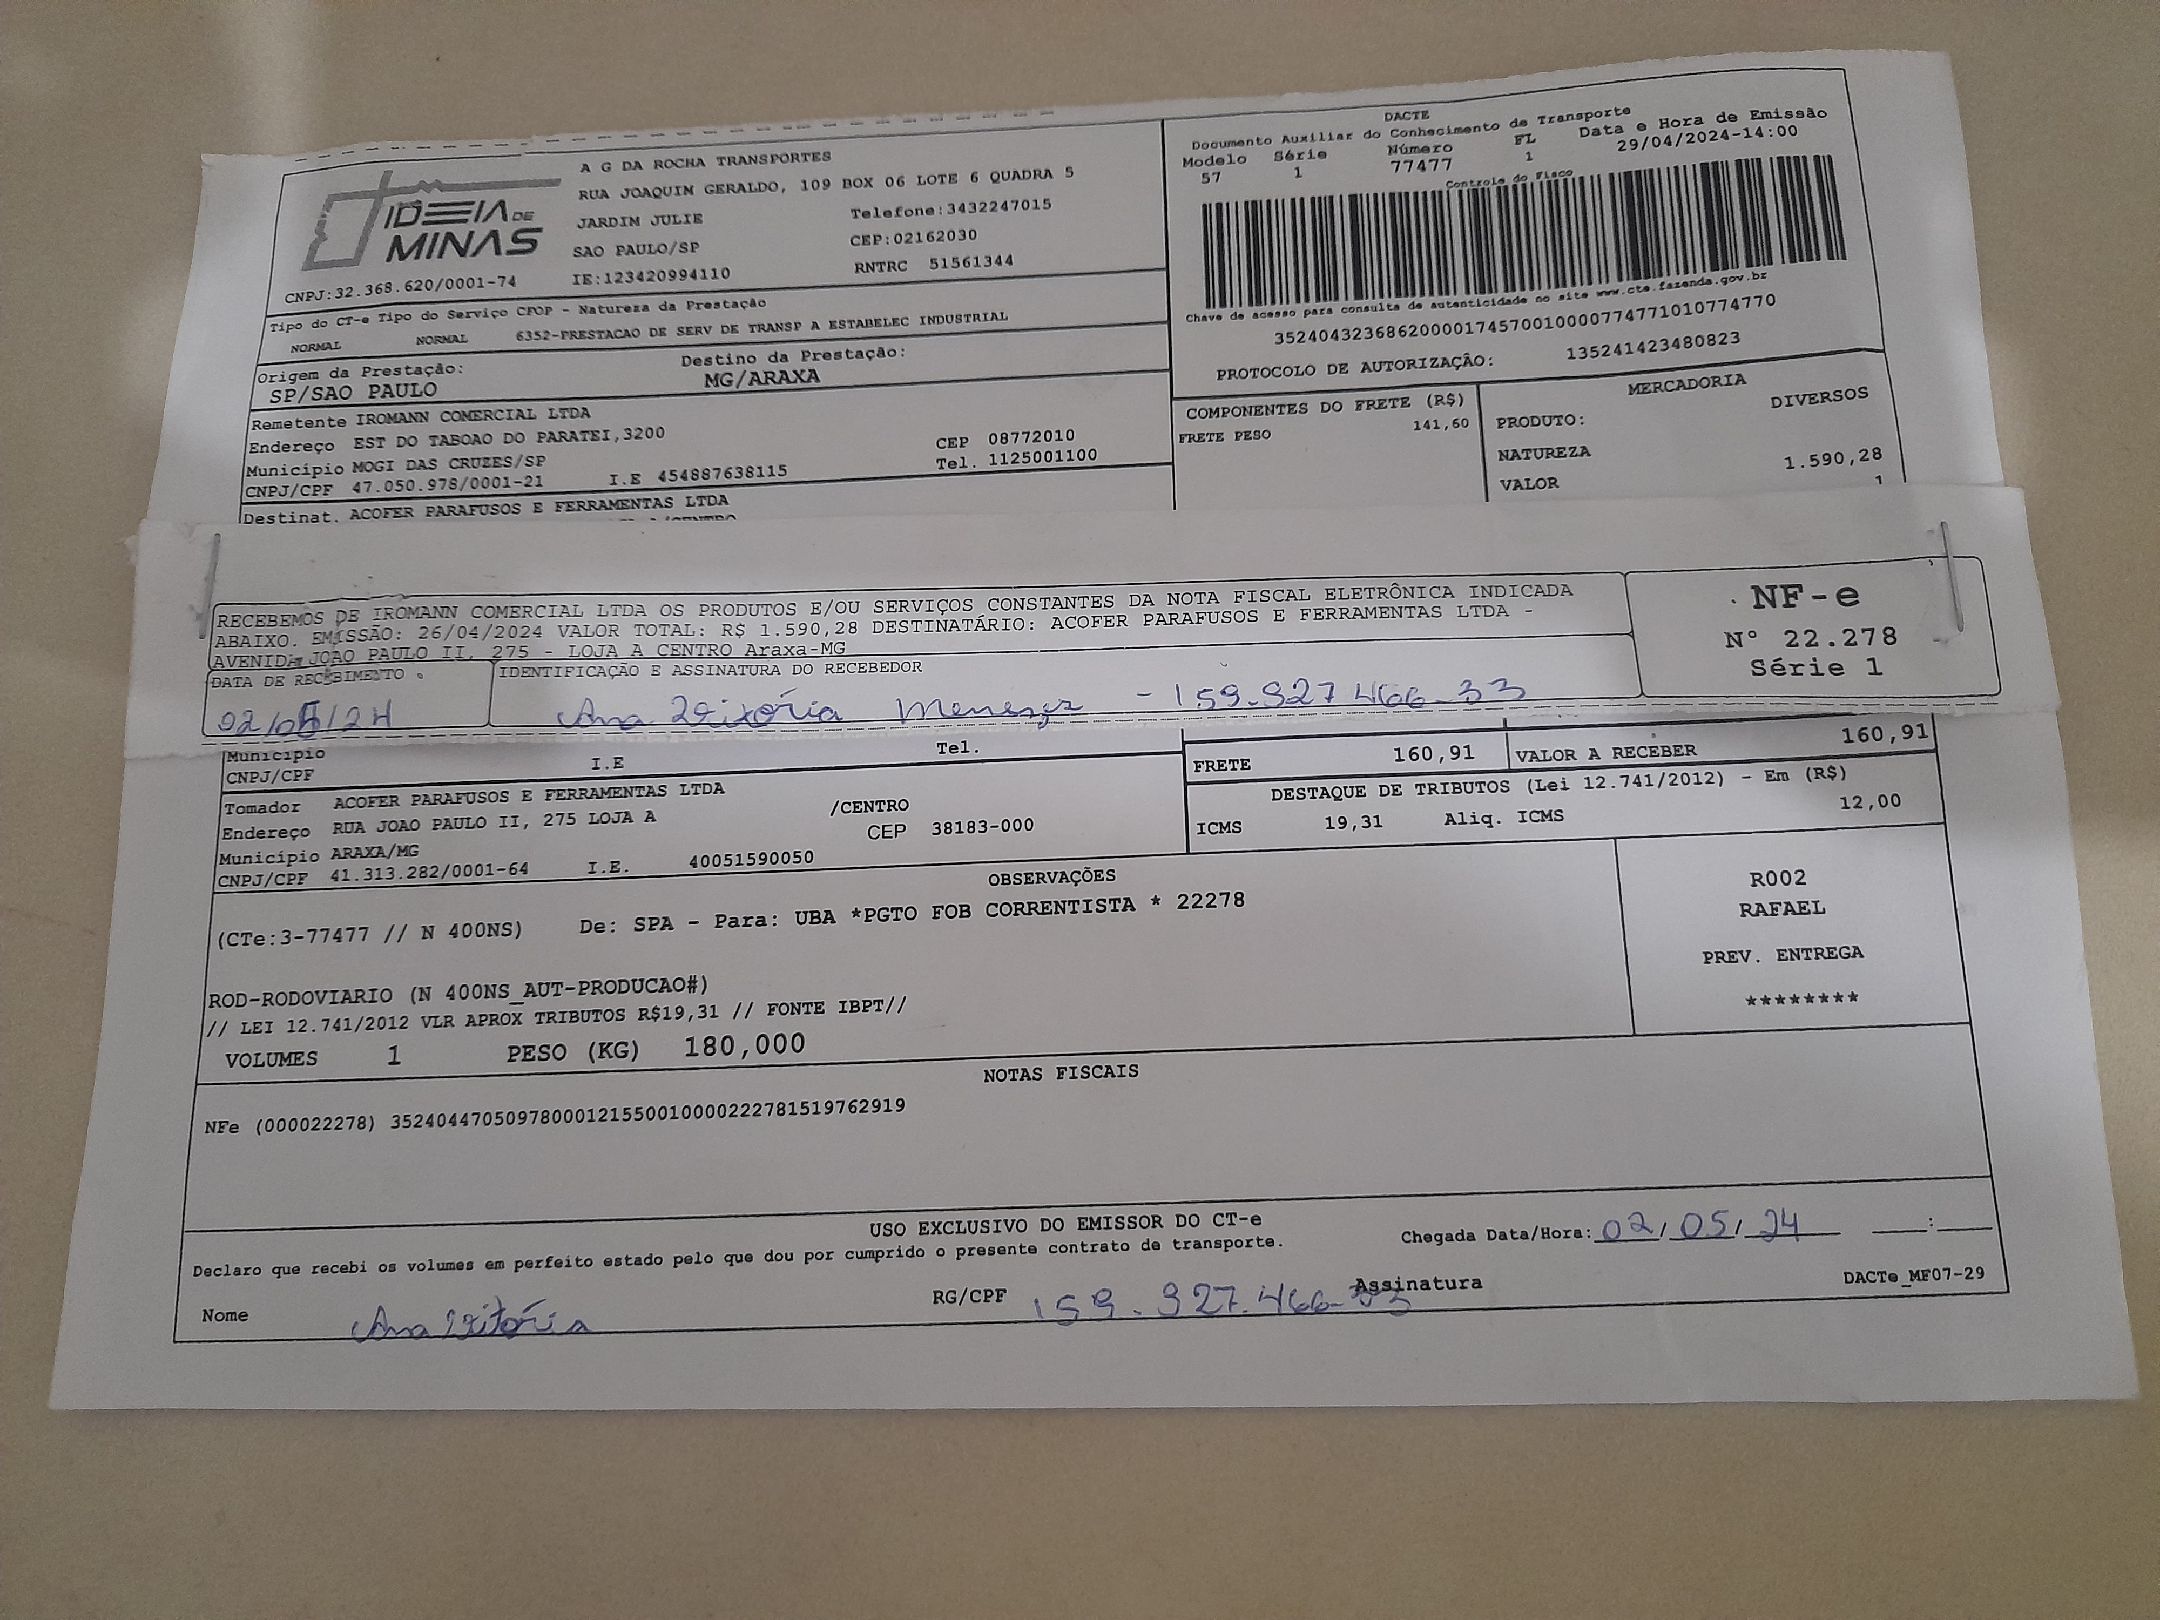 IDEIA DE MINAS
CNPJ:32.368.620/0001-74
A G DA ROCHA TRANSPORTES
RUA JOAQUIN GERALDO, 109 BOX 06 LOTE 6 QUADRA 5
JARDIM JULIE Telefone:3432247015
SAO PAULO/SP CEP:02162030
IE:123420994110 RNTRC 51561344
DACTE
Documento Auxiliar do Conhecimento de Transporte
Modelo Série Número FL Data e Hora de Emissão
57 1 77477 1 29/04/2024-14:00
Controle do Fisco
Chave de acesso para consulta de autenticidade no site www.cte.fazenda.gov.br
35240432368620000174570010000774771010774770
PROTOCOLO DE AUTORIZAÇÃO: 135241423480823
Tipo do CT-e Tipo do Serviço CFOP - Natureza da Prestação
NORMAL NORMAL 6352-PRESTACAO DE SERV DE TRANSP A ESTABELEC INDUSTRIAL
Origem da Prestação: Destino da Prestação:
SP/SAO PAULO MG/ARAXA
Remetente IROMANN COMERCIAL LTDA
Endereço EST DO TABOAO DO PARATEI,3200
CEP 08772010
Município MOGI DAS CRUZES/SP
Tel. 1125001100
CNPJ/CPF 47.050.978/0001-21 I.E 454887638115
Destinat. ACOFER PARAFUSOS E FERRAMENTAS LTDA
COMPONENTES DO FRETE (R$)
FRETE PESO 141,60
MERCADORIA
PRODUTO: DIVERSOS
NATUREZA
1.590,28
VALOR 1
RECEBEMOS DE IROMANN COMERCIAL LTDA OS PRODUTOS E/OU SERVIÇOS CONSTANTES DA NOTA FISCAL ELETRÔNICA INDICADA
ABAIXO. EMISSÃO: 26/04/2024 VALOR TOTAL: R$ 1.590,28 DESTINATÁRIO: ACOFER PARAFUSOS E FERRAMENTAS LTDA -
AVENIDA JOAO PAULO II, 275 - LOJA A CENTRO Araxa-MG
DATA DE RECEBIMENTO IDENTIFICAÇÃO E ASSINATURA DO RECEBEDOR
02/05/24 Ana Vitória Menezes - 159.927.466-33
NF-e
N° 22.278
Série 1
Município Tel.
CNPJ/CPF I.E
FRETE 160,91 VALOR A RECEBER 160,91
DESTAQUE DE TRIBUTOS (Lei 12.741/2012) - Em (R$)
ICMS 19,31 Aliq. ICMS 12,00
Tomador ACOFER PARAFUSOS E FERRAMENTAS LTDA
Endereço RUA JOAO PAULO II, 275 LOJA A /CENTRO
CEP 38183-000
Município ARAXA/MG
CNPJ/CPF 41.313.282/0001-64 I.E. 40051590050
OBSERVAÇÕES
(CTe:3-77477 // N 400NS) De: SPA - Para: UBA *PGTO FOB CORRENTISTA * 22278
ROD-RODOVIARIO (N 400NS_AUT-PRODUCAO#)
// LEI 12.741/2012 VLR APROX TRIBUTOS R$19,31 // FONTE IBPT//
VOLUMES 1 PESO (KG) 180,000
R002
RAFAEL
PREV. ENTREGA
********
NOTAS FISCAIS
NFe (000022278) 35240447050978000121550010000222781519762919
USO EXCLUSIVO DO EMISSOR DO CT-e
Declaro que recebi os volumes em perfeito estado pelo que dou por cumprido o presente contrato de transporte.
Chegada Data/Hora: 02/05/24 __:__
Nome Ana Vitória RG/CPF 159.927.466-33 Assinatura
DACTe_MF07-29